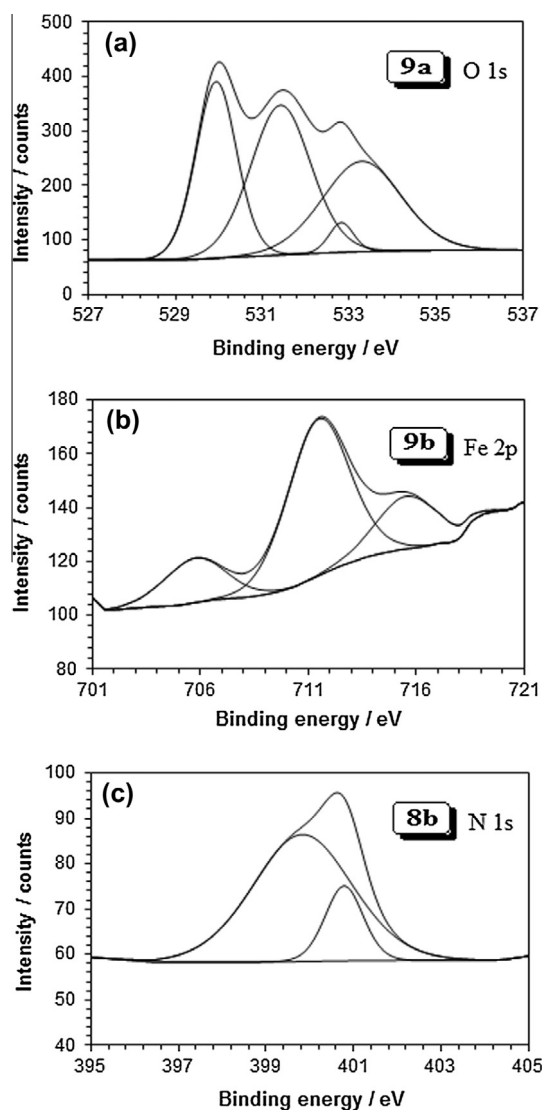 (a)
9a O 1s
500
400
300
200
100
0
Intensity / counts
527 529 531 533 535 537
Binding energy / eV
(b)
9b Fe 2p
180
160
140
120
100
80
Intensity / counts
701 706 711 716 721
Binding energy / eV
(c)
8b N 1s
100
90
80
70
60
50
40
Intensity / counts
395 397 399 401 403 405
Binding energy / eV